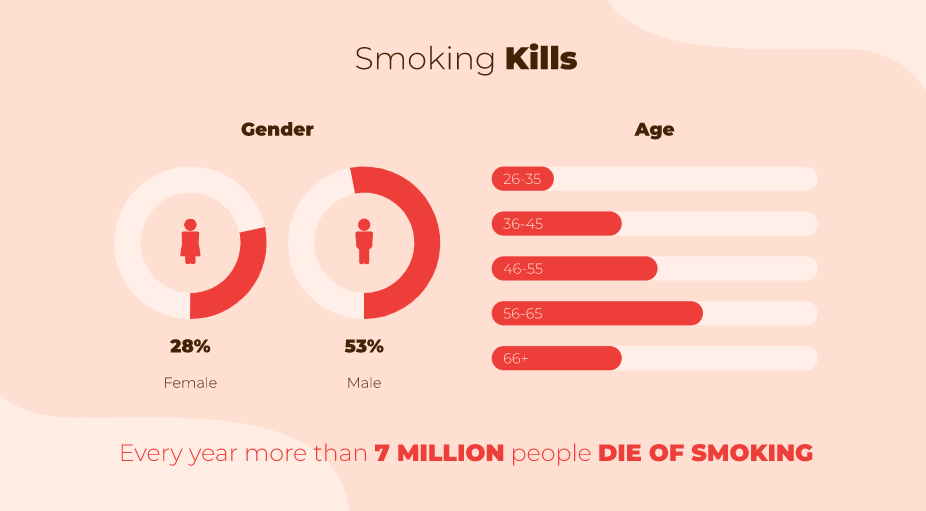 Smoking Kills
Gender
28%
Female
53%
Male
Age
26-35
36-45
46-55
56-65
66+
Every year more than 7 MILLION people DIE OF SMOKING